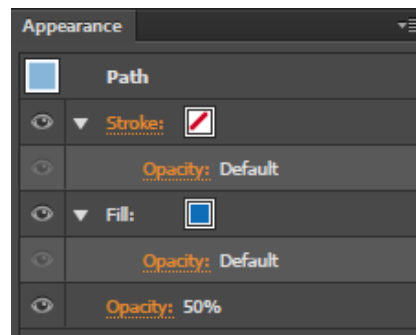 Appearance
Path
Stroke:
Opacity: Default
Fill:
Opacity: Default
Opacity: 50%